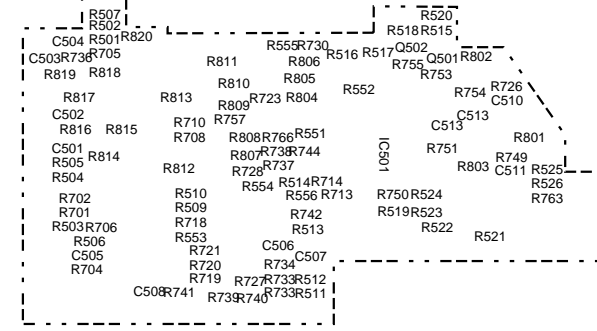 R507
R502
R520
R518 R515
C504 R501 R820
R555 R730 R516 R517 Q502
C503 R736 R705
R811 R806 R755 Q501 R802
R819 R818 R753
R810 R805
R817 R813 R809 R723 R804 R552 R754 R726
C510
C502 R710 R757 C513
R816 R815 R708 R808 R766 R551 C513 R801
C501 R814 R807 R738 R744 IC501 R751 R749
R505 R812 R728 R737 R803 C511 R525
R504 R554 R514 R714 R526
R702 R510 R556 R713 R750 R524 R763
R701 R509 R742 R519 R523
R503 R706 R718 R513 R522
R506 R553 C506 R521
C505 R721 C507
R704 R720 R734
R719 R727 R733 R512
C508 R741 R739 R740 R733 R511